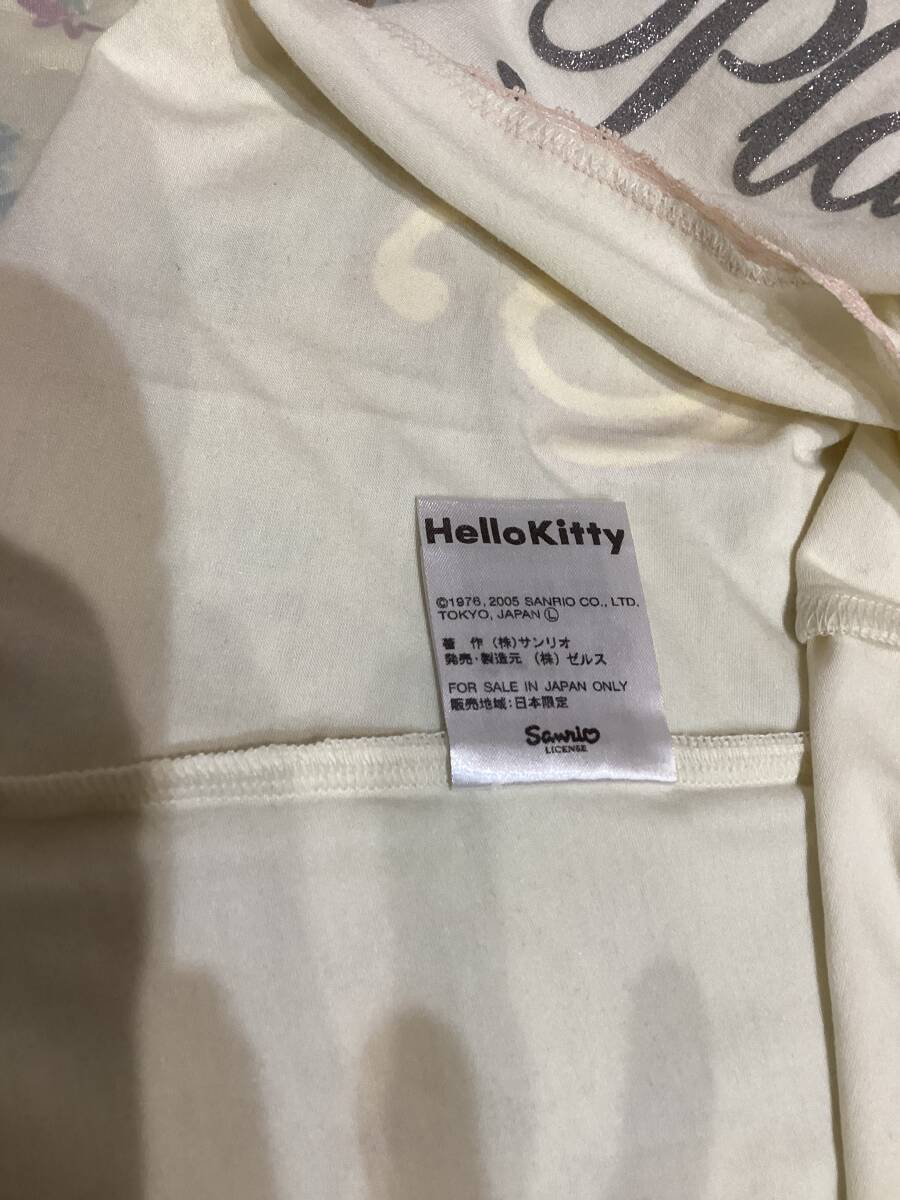 HelloKitty
©1976, 2005 SANRIO CO., LTD.
TOKYO, JAPAN Ⓛ
著 作 (株)サンリオ
発売・製造元 (株) ゼルス
FOR SALE IN JAPAN ONLY
販売地域:日本限定
Sanrio
LICENSE